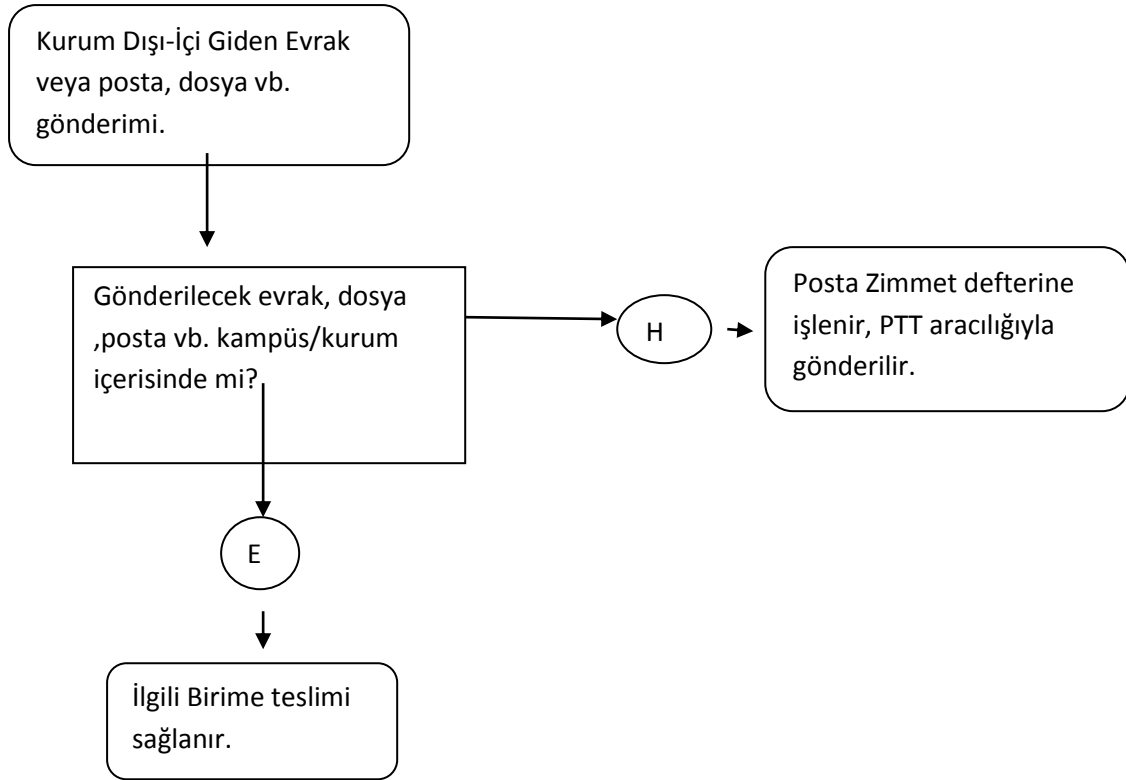 Kurum Dışı-İçi Giden Evrak
veya posta, dosya vb.
gönderimi.
Gönderilecek evrak, dosya
,posta vb. kampüs/kurum
içerisinde mi?
H
Posta Zimmet defterine
işlenir, PTT aracılığıyla
gönderilir.
E
İlgili Birime teslimi
sağlanır.